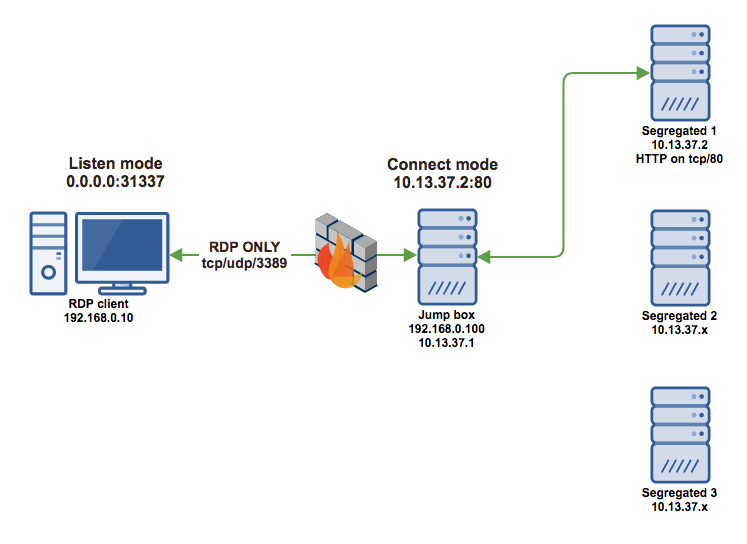 Listen mode
0.0.0.0:31337
RDP client
192.168.0.10
RDP ONLY
tcp/udp/3389
Connect mode
10.13.37.2:80
Jump box
192.168.0.100
10.13.37.1
Segregated 1
10.13.37.2
HTTP on tcp/80
Segregated 2
10.13.37.x
Segregated 3
10.13.37.x